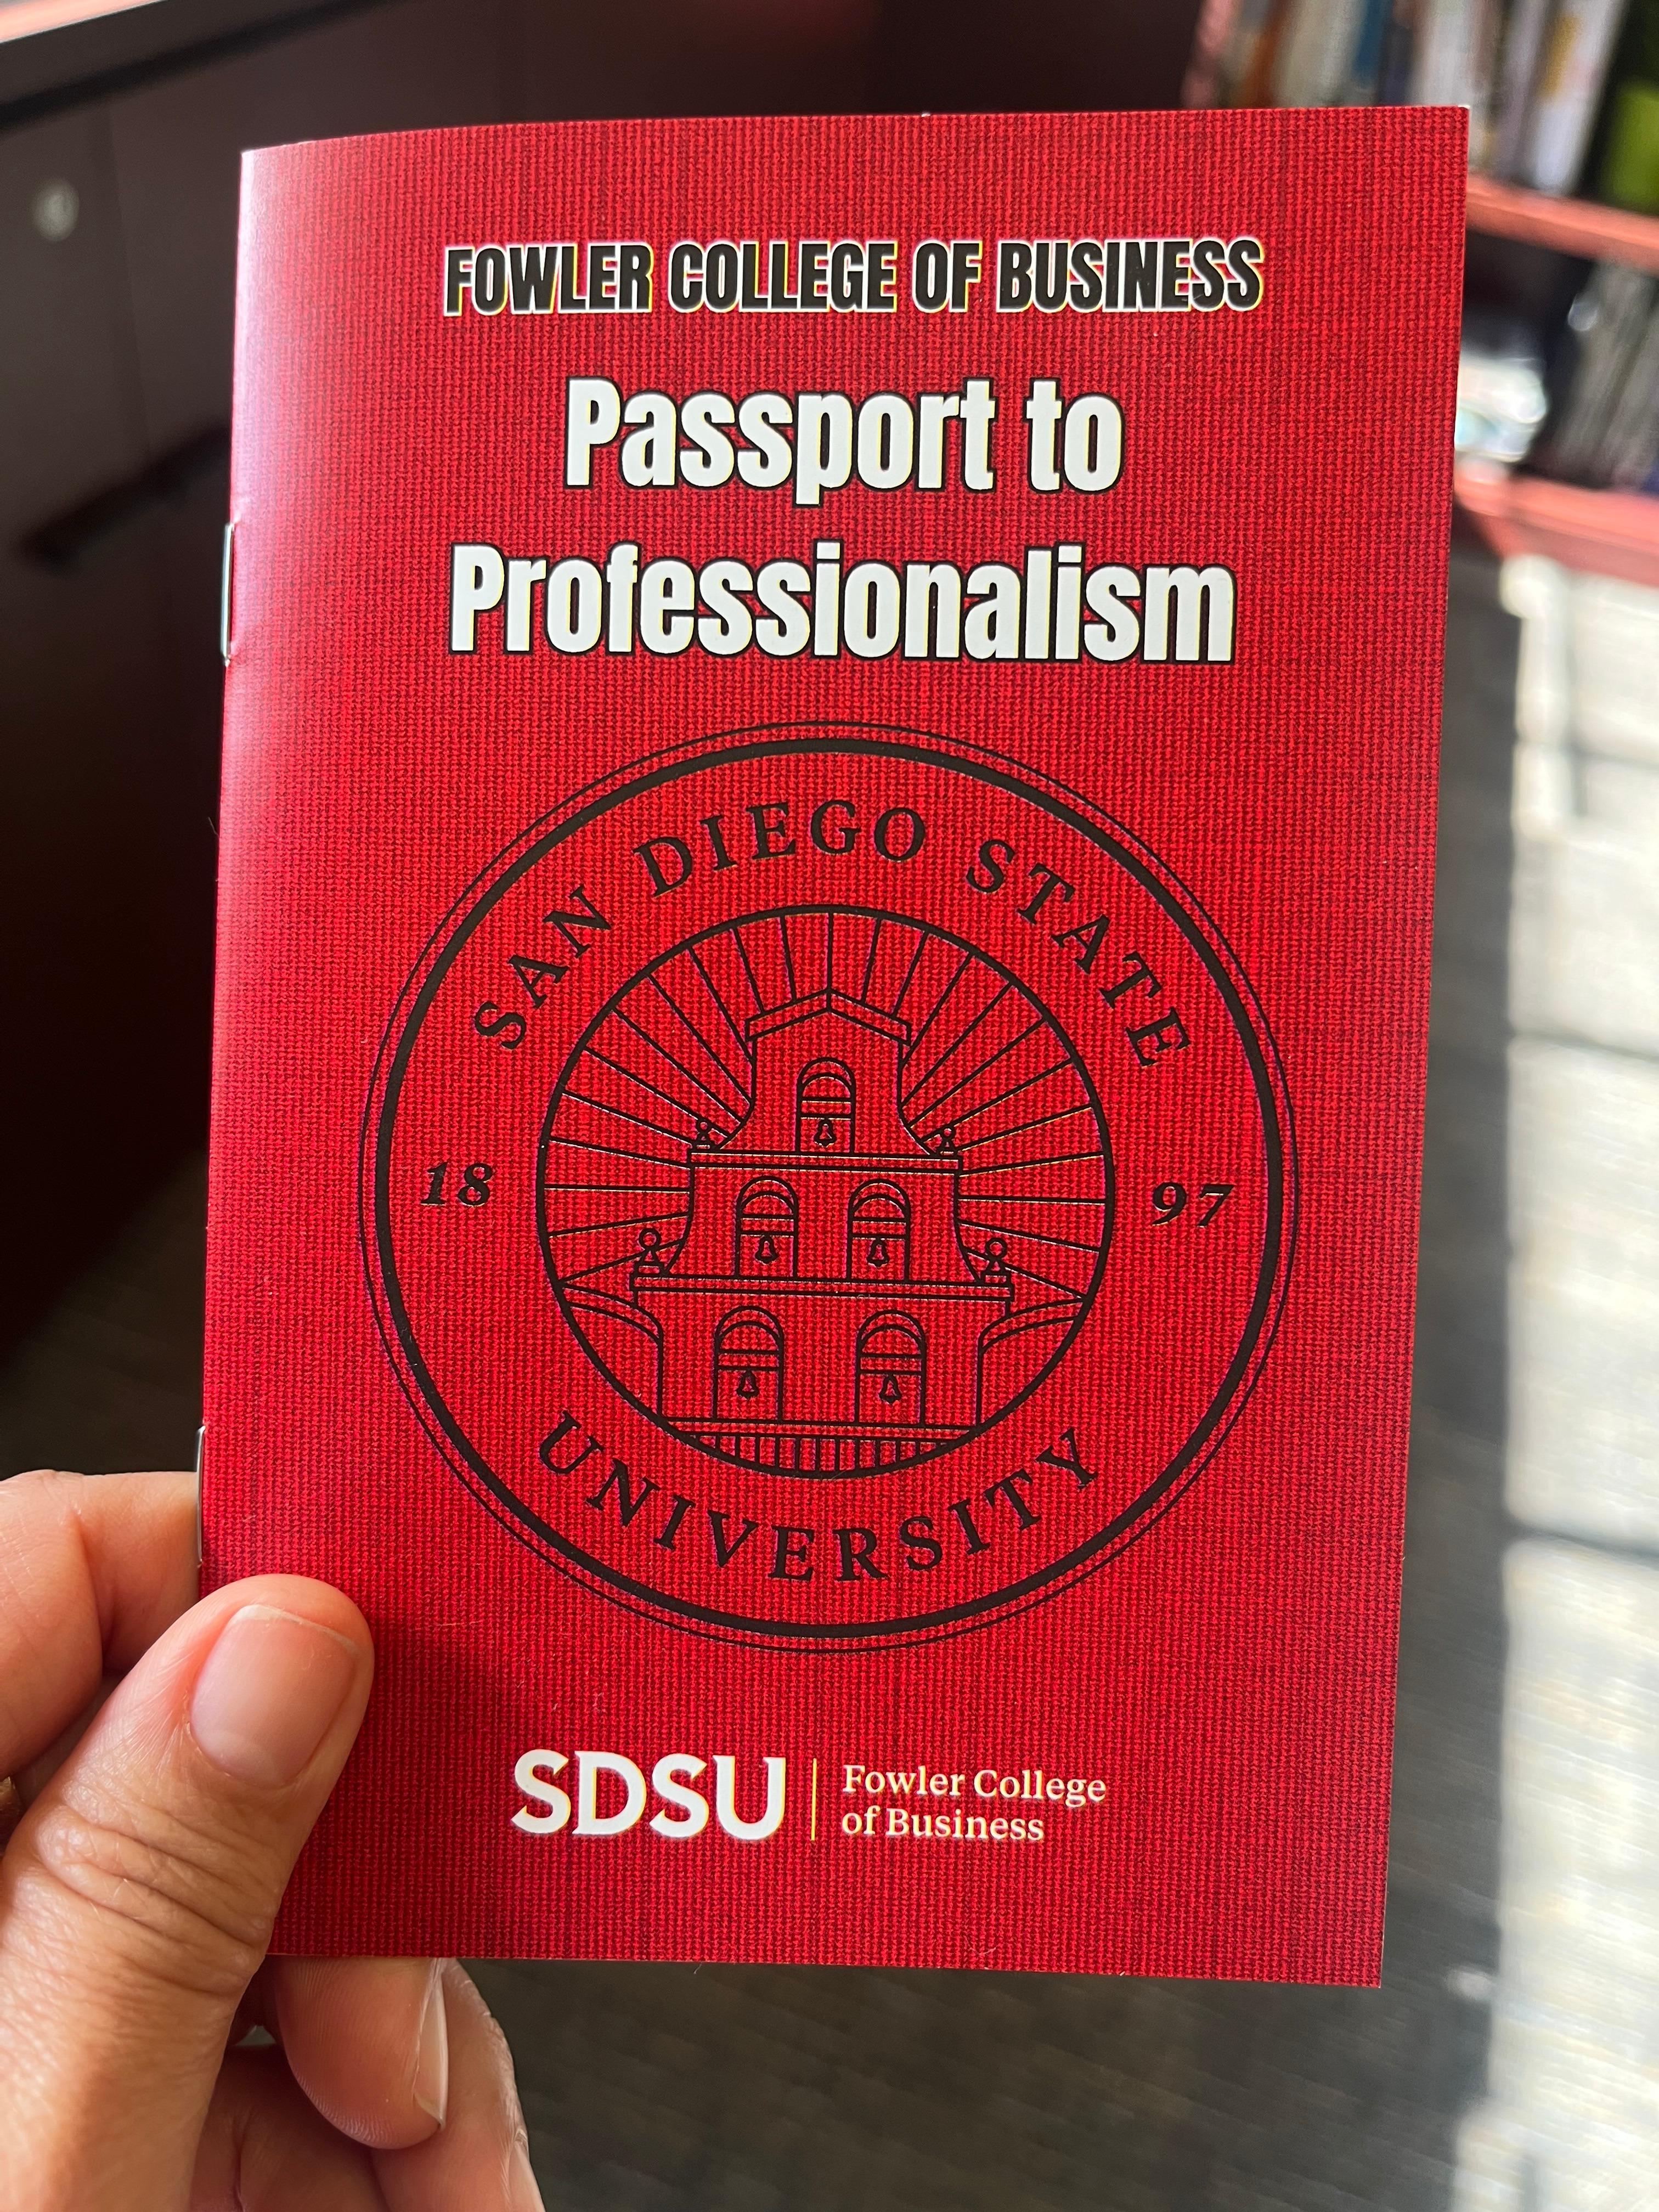 FOWLER COLLEGE OF BUSINESS
Passport to
Professionalism
SAN DIEGO STATE
18 97
UNIVERSITY
SDSU
Fowler College
of Business